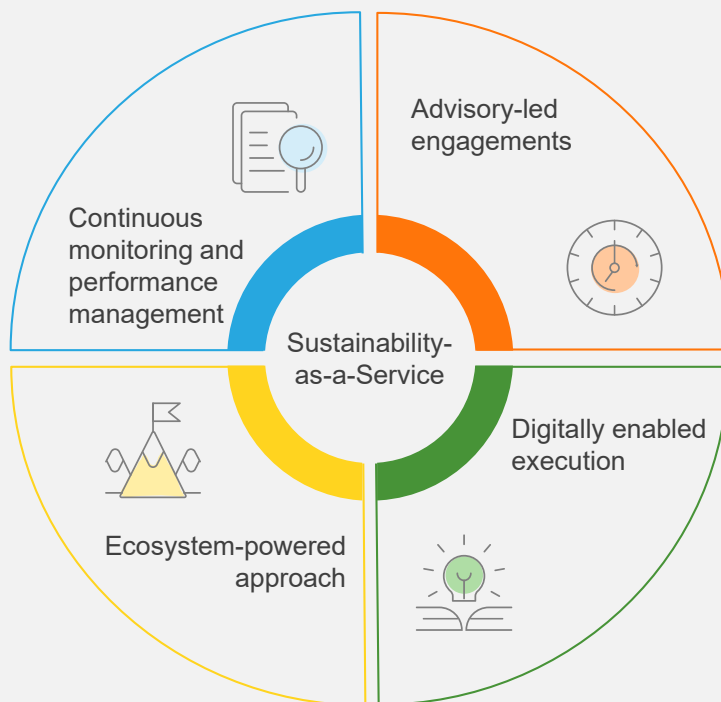 Advisory-led
engagements
Continuous
monitoring and
performance
management
Sustainability-
as-a-Service
Digitally enabled
execution
Ecosystem-powered
approach